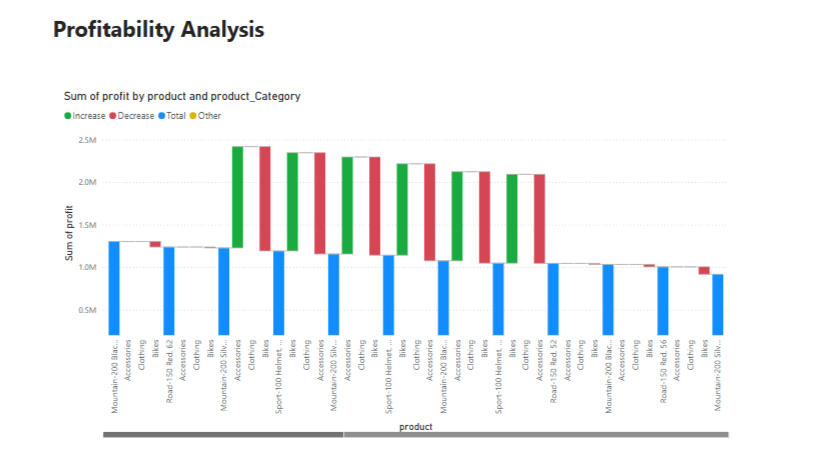 Profitability Analysis
Sum of profit by product and product_Category
Increase Decrease Total Other
2.5M
2.0M
1.5M
1.0M
0.5M
Sum of profit
Mountain-200 Blac...
Accessories
Clothing
Bikes
Road-150 Red, 62
Accessories
Clothing
Bikes
Mountain-200 Silv...
Accessories
Clothing
Bikes
Sport-100 Helmet, ...
Bikes
Clothing
Accessories
Mountain-200 Silv...
Accessories
Clothing
Bikes
Sport-100 Helmet, ...
Bikes
Clothing
Accessories
Mountain-200 Blac...
Accessories
Clothing
Bikes
Sport-100 Helmet, ...
Bikes
Clothing
Accessories
Road-150 Red, 52
Accessories
Clothing
Bikes
Mountain-200 Blac...
Accessories
Clothing
Bikes
Road-150 Red, 56
Accessories
Clothing
Bikes
Mountain-200 Silv...
product